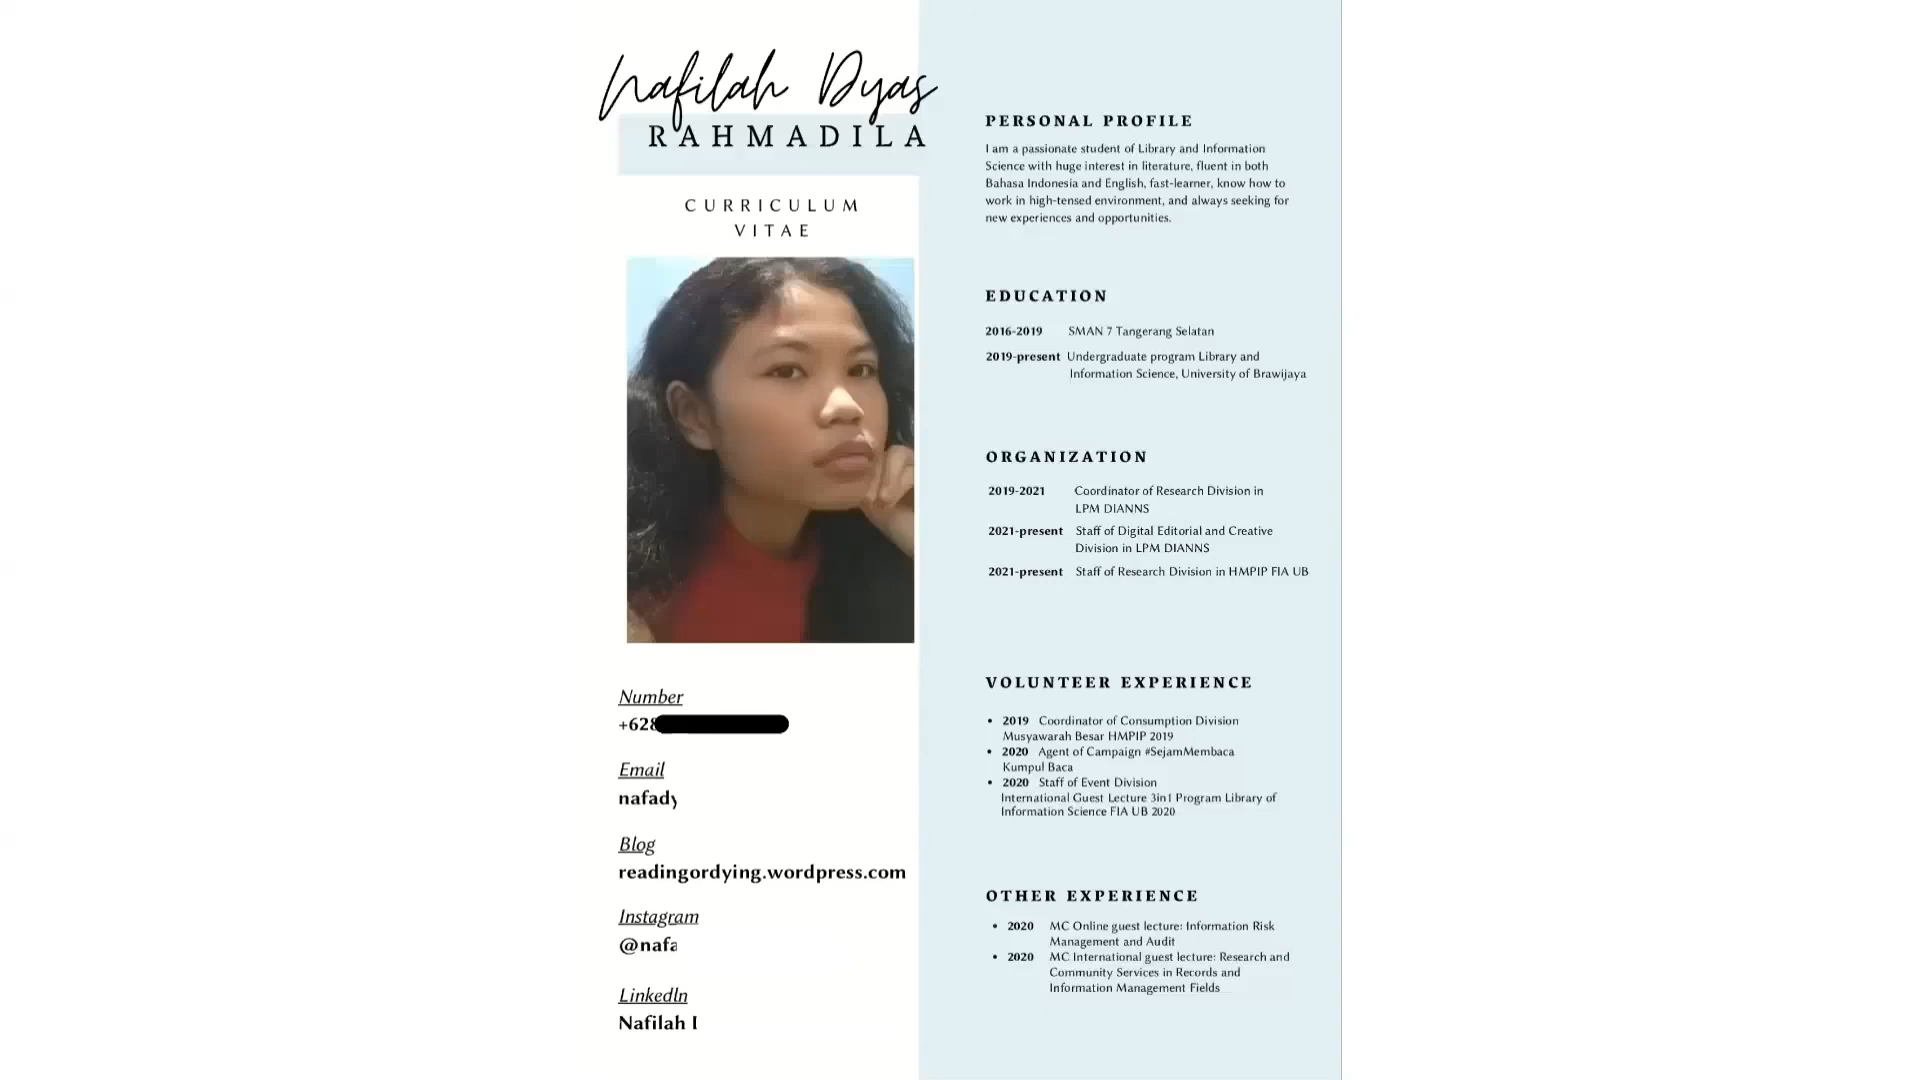 Nafilah Dyas
RAHMADILA
CURRICULUM
VITAE
Number
+628
Email
nafady
Blog
readingordying.wordpress.com
Instagram
@nafa
LinkedIn
Nafilah
PERSONAL PROFILE
I am a passionate student of Library and Information
Science with huge interest in literature, fluent in both
Bahasa Indonesia and English, fast-learner, know how to
work in high-tensed environment, and always seeking for
new experiences and opportunities.
EDUCATION
2016-2019 SMAN 7 Tangerang Selatan
2019-present Undergraduate program Library and
Information Science, University of Brawijaya
ORGANIZATION
2019-2021 Coordinator of Research Division in
LPM DIANNS
2021-present Staff of Digital Editorial and Creative
Division in LPM DIANNS
2021-present Staff of Research Division in HMPIP FIA UB
VOLUNTEER EXPERIENCE
• 2019 Coordinator of Consumption Division
Musyawarah Besar HMPIP 2019
• 2020 Agent of Campaign #SejamMembaca
Kumpul Baca
• 2020 Staff of Event Division
International Guest Lecture 3in1 Program Library of
Information Science FIA UB 2020
OTHER EXPERIENCE
• 2020 MC Online guest lecture: Information Risk
Management and Audit
• 2020 MC International guest lecture: Research and
Community Services in Records and
Information Management Fields